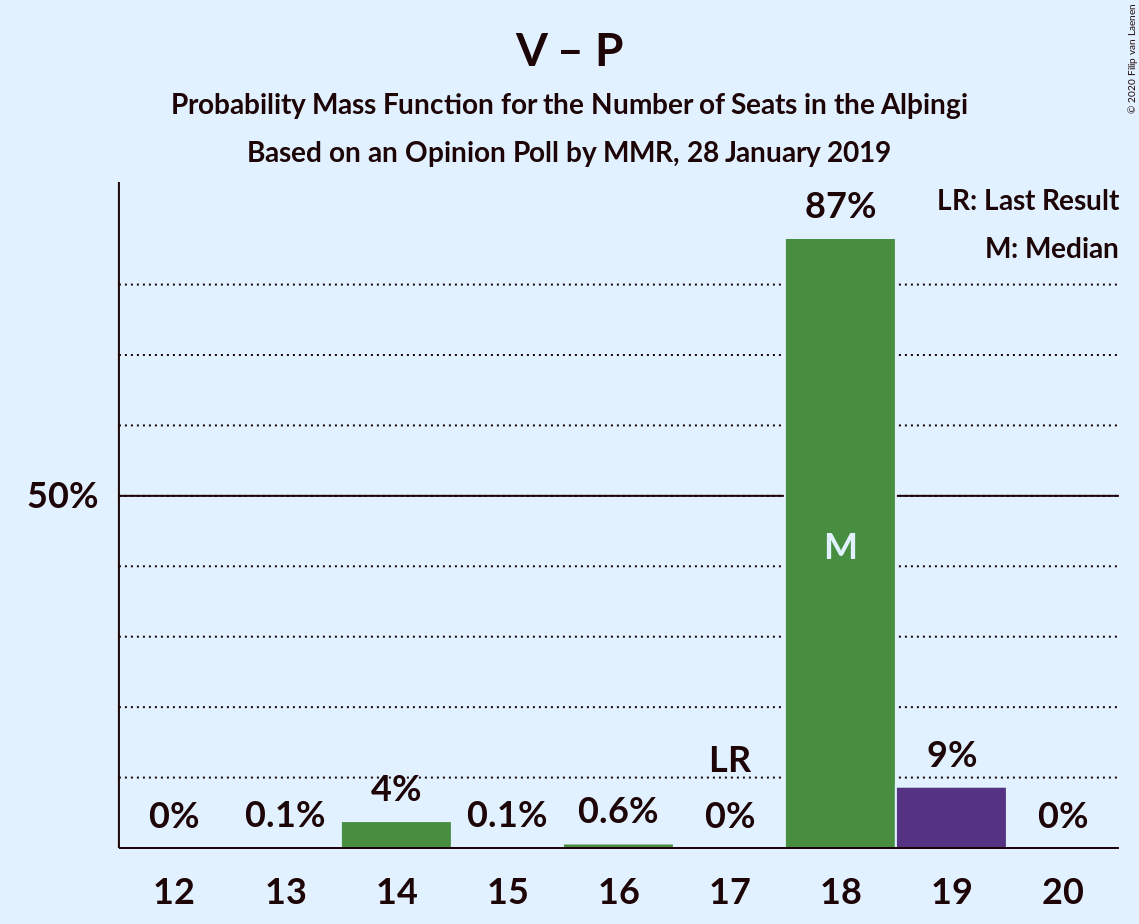 V – P
Probability Mass Function for the Number of Seats in the Alþingi
Based on an Opinion Poll by MMR, 28 January 2019
© 2020 Filip van Laenen
LR: Last Result
M: Median
87%
50%
M
LR
9%
4%
0%
0.1%
0.1%
0.6%
0%
0%
12 13 14 15 16 17 18 19 20